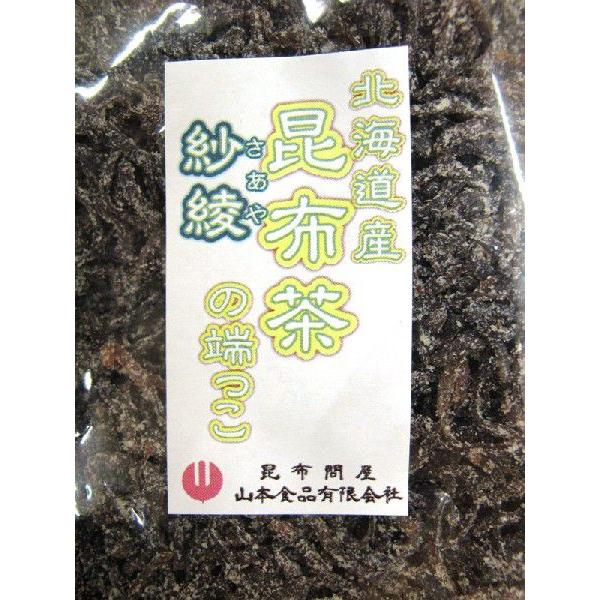 北海道産
昆布茶
さあや
紗綾
の端っこ
昆布問屋
山本食品有限会社